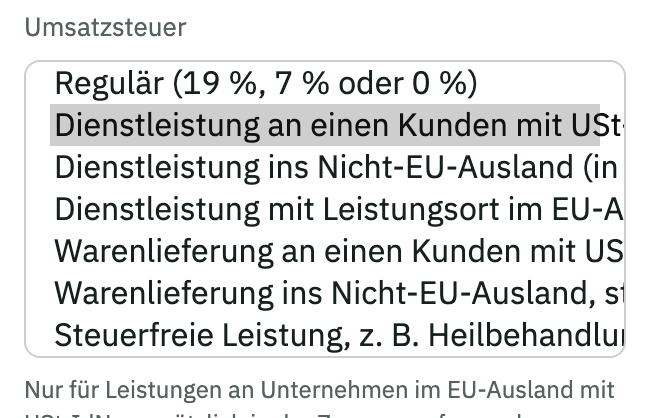 Umsatzsteuer
Regulär (19 %, 7 % oder 0 %)
Dienstleistung an einen Kunden mit USt-
Dienstleistung ins Nicht-EU-Ausland (in
Dienstleistung mit Leistungsort im EU-A
Warenlieferung an einen Kunden mit US
Warenlieferung ins Nicht-EU-Ausland, st
Steuerfreie Leistung, z. B. Heilbehandlu
Nur für Leistungen an Unternehmen im EU-Ausland mit